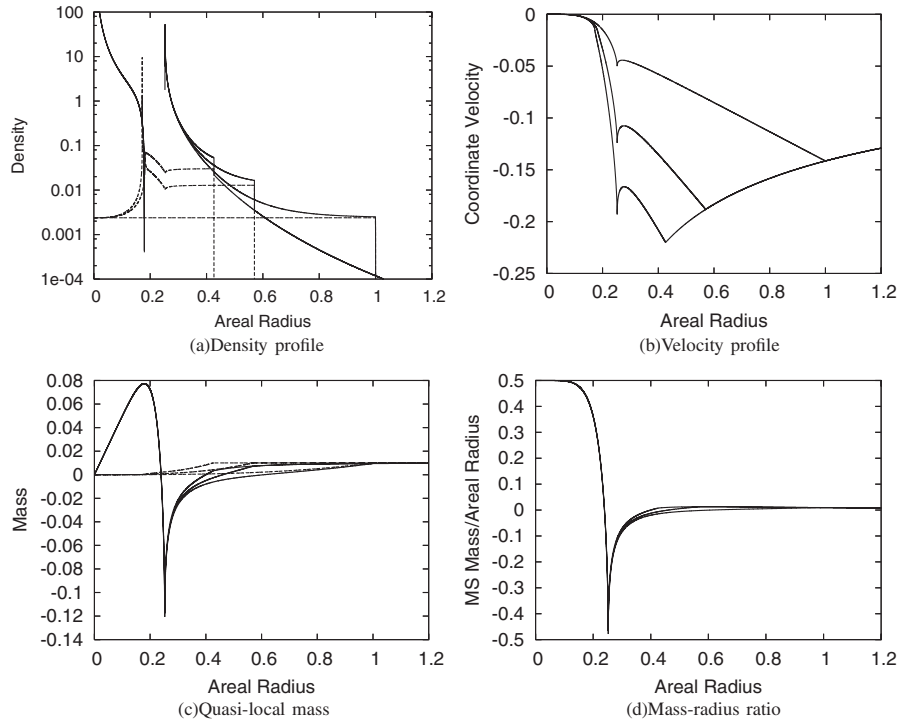 100
10
1
0.1
0.01
0.001
1e-04
Density
0 0.2 0.4 0.6 0.8 1 1.2
Areal Radius
(a)Density profile
0
-0.05
-0.1
-0.15
-0.2
-0.25
Coordinate Velocity
0 0.2 0.4 0.6 0.8 1 1.2
Areal Radius
(b)Velocity profile
0.08
0.06
0.04
0.02
0
-0.02
-0.04
-0.06
-0.08
-0.1
-0.12
-0.14
Mass
0 0.2 0.4 0.6 0.8 1 1.2
Areal Radius
(c)Quasi-local mass
0.5
0.4
0.3
0.2
0.1
0
-0.1
-0.2
-0.3
-0.4
-0.5
MS Mass/Areal Radius
0 0.2 0.4 0.6 0.8 1 1.2
Areal Radius
(d)Mass-radius ratio